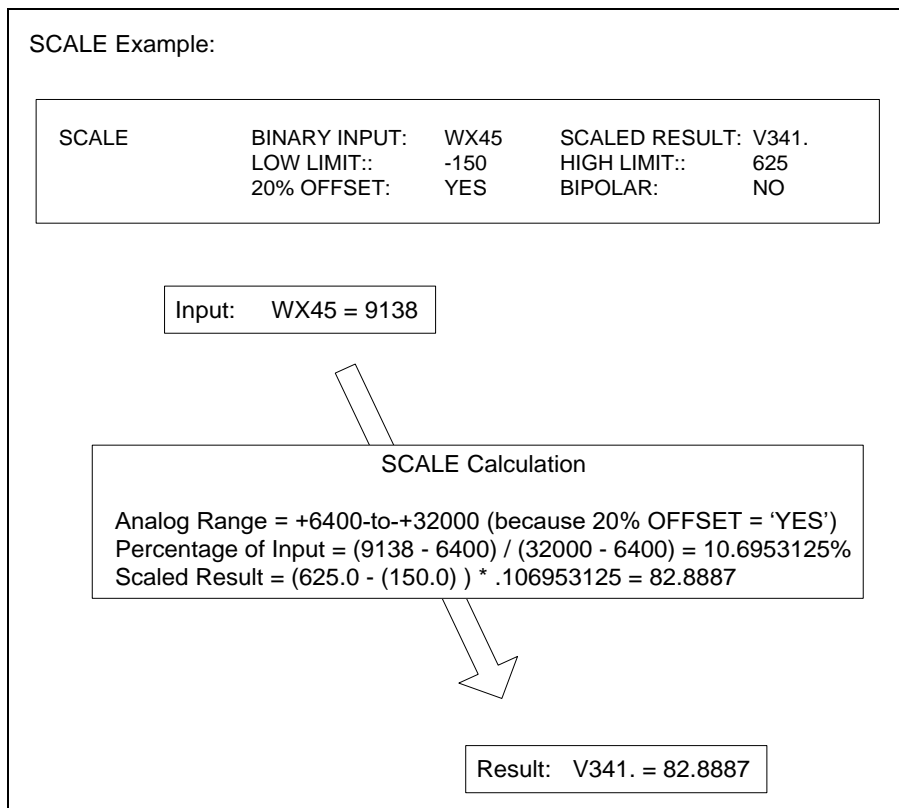 SCALE Example:
SCALE BINARY INPUT: WX45 SCALED RESULT: V341.
LOW LIMIT:: -150 HIGH LIMIT:: 625
20% OFFSET: YES BIPOLAR: NO
Input: WX45 = 9138
SCALE Calculation
Analog Range = +6400-to-+32000 (because 20% OFFSET = ‘YES’)
Percentage of Input = (9138 - 6400) / (32000 - 6400) = 10.6953125%
Scaled Result = (625.0 - (150.0) ) * .106953125 = 82.8887
Result: V341. = 82.8887